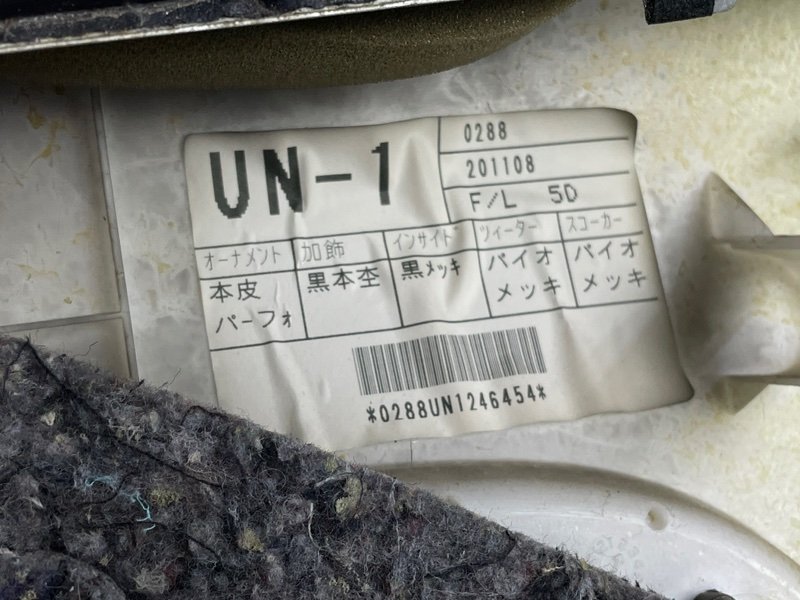 UN-1
0288
201108
F/L 5D
オーナメント 加飾 インサイド ツィーター スコーカー
本皮 黒本杢 黒メッキ バイオ バイオ
パーフォ メッキ メッキ
*0288UN1246454*